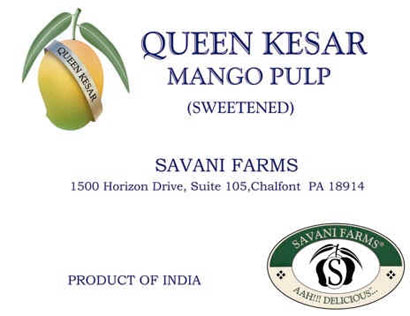 QUEEN KESAR
MANGO PULP
(SWEETENED)
QUEEN KESAR
SAVANI FARMS
1500 Horizon Drive, Suite 105,Chalfont PA 18914
SAVANI FARMS®
S
AAH!!! DELICIOUS...™
PRODUCT OF INDIA